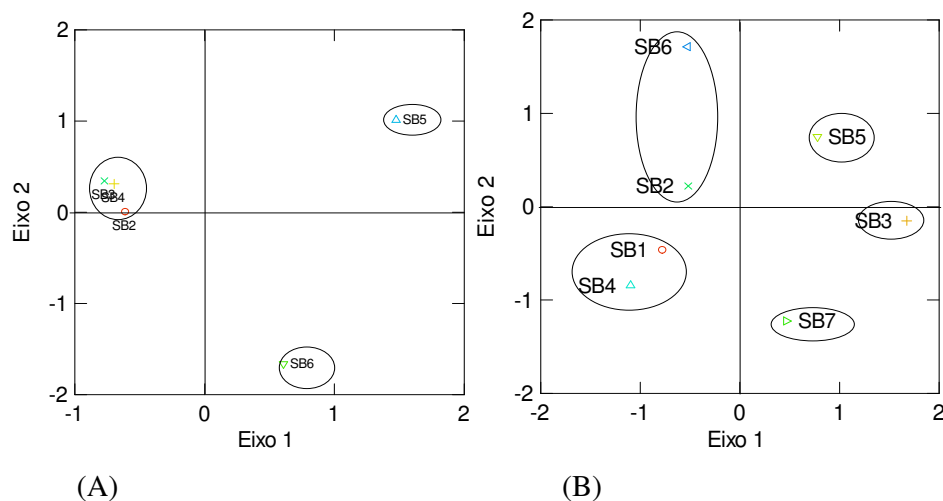 2
1
0
-1
-2
Eixo 2
SB5
SB3
SB4
SB2
SB6
-1
0
1
2
Eixo 1
(A)
2
1
0
-1
-2
Eixo 2
SB6
SB5
SB2
SB3
SB1
SB4
SB7
-2
-1
0
1
2
Eixo 1
(B)